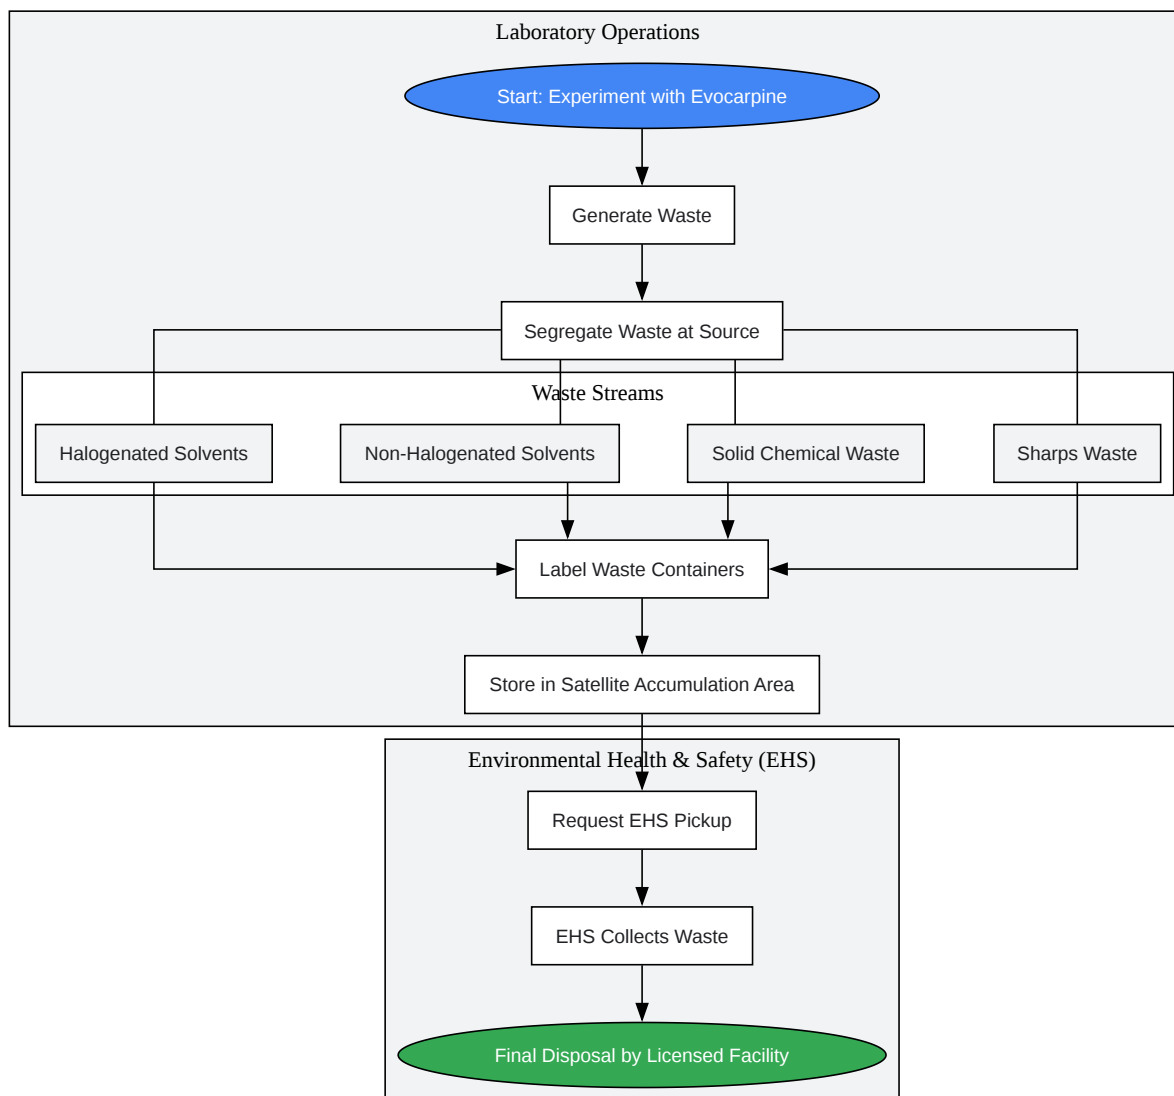 Laboratory Operations
Start: Experiment with Evocarpine
Generate Waste
Segregate Waste at Source
Waste Streams
Halogenated Solvents
Non-Halogenated Solvents
Solid Chemical Waste
Sharps Waste
Label Waste Containers
Store in Satellite Accumulation Area
Environmental Health & Safety (EHS)
Request EHS Pickup
EHS Collects Waste
Final Disposal by Licensed Facility